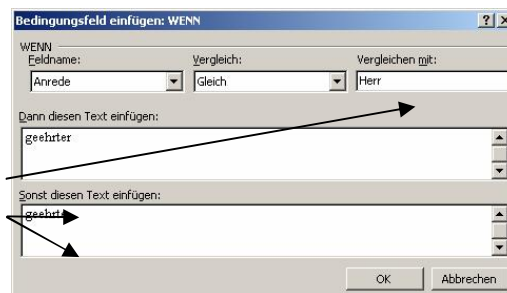 Bedingungsfeld einfügen: WENN
WENN
Feldname:
Vergleich:
Vergleichen mit:
Anrede
Gleich
Herr
Dann diesen Text einfügen:
geehrter
Sonst diesen Text einfügen:
OK
Abbrechen